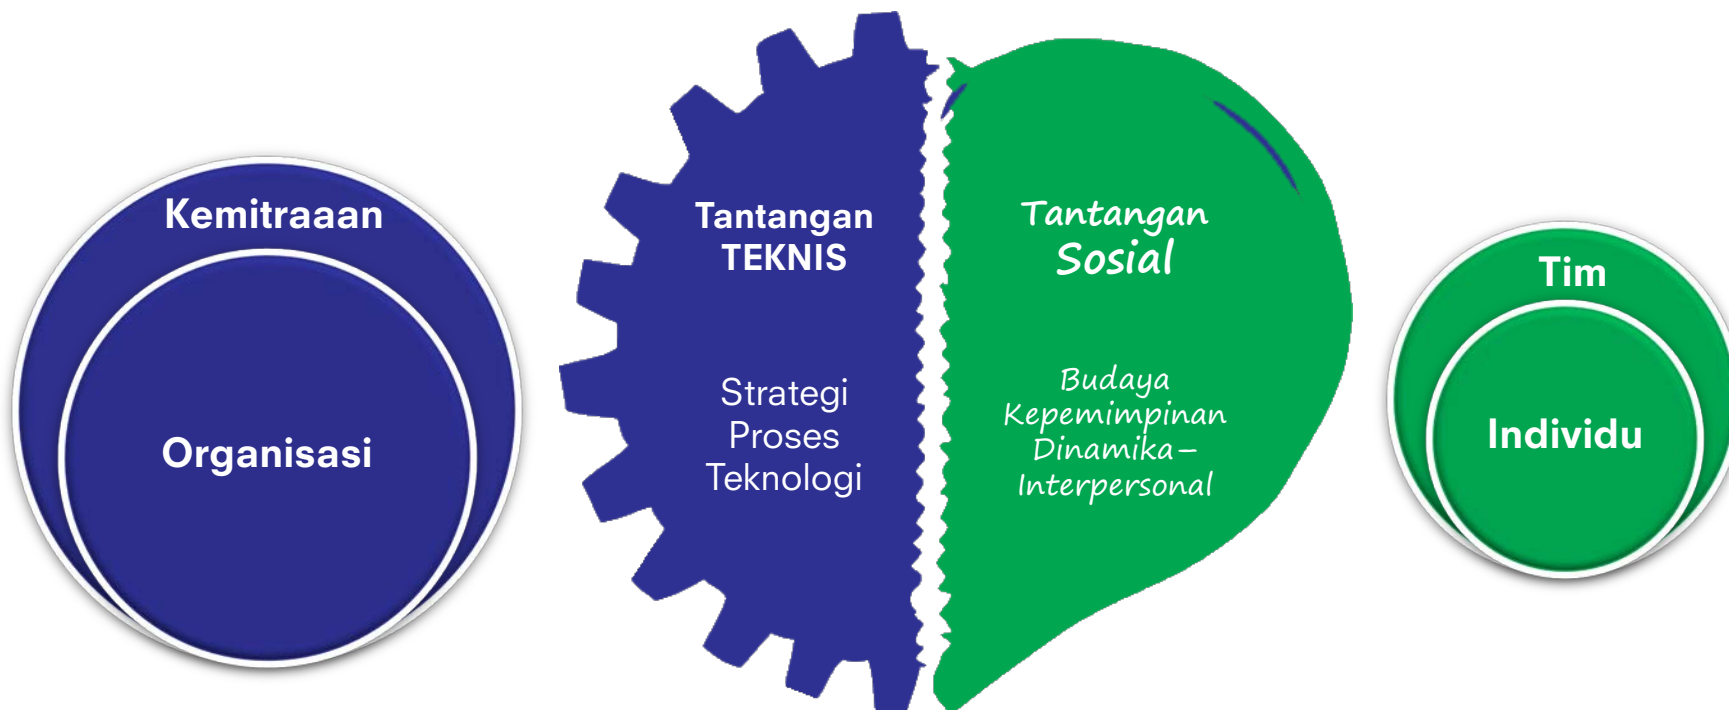 Kemitraaan
Organisasi
Tantangan
TEKNIS
Strategi
Proses
Teknologi
Tantangan
Sosial
Budaya
Kepemimpinan
Dinamika–
Interpersonal
Tim
Individu